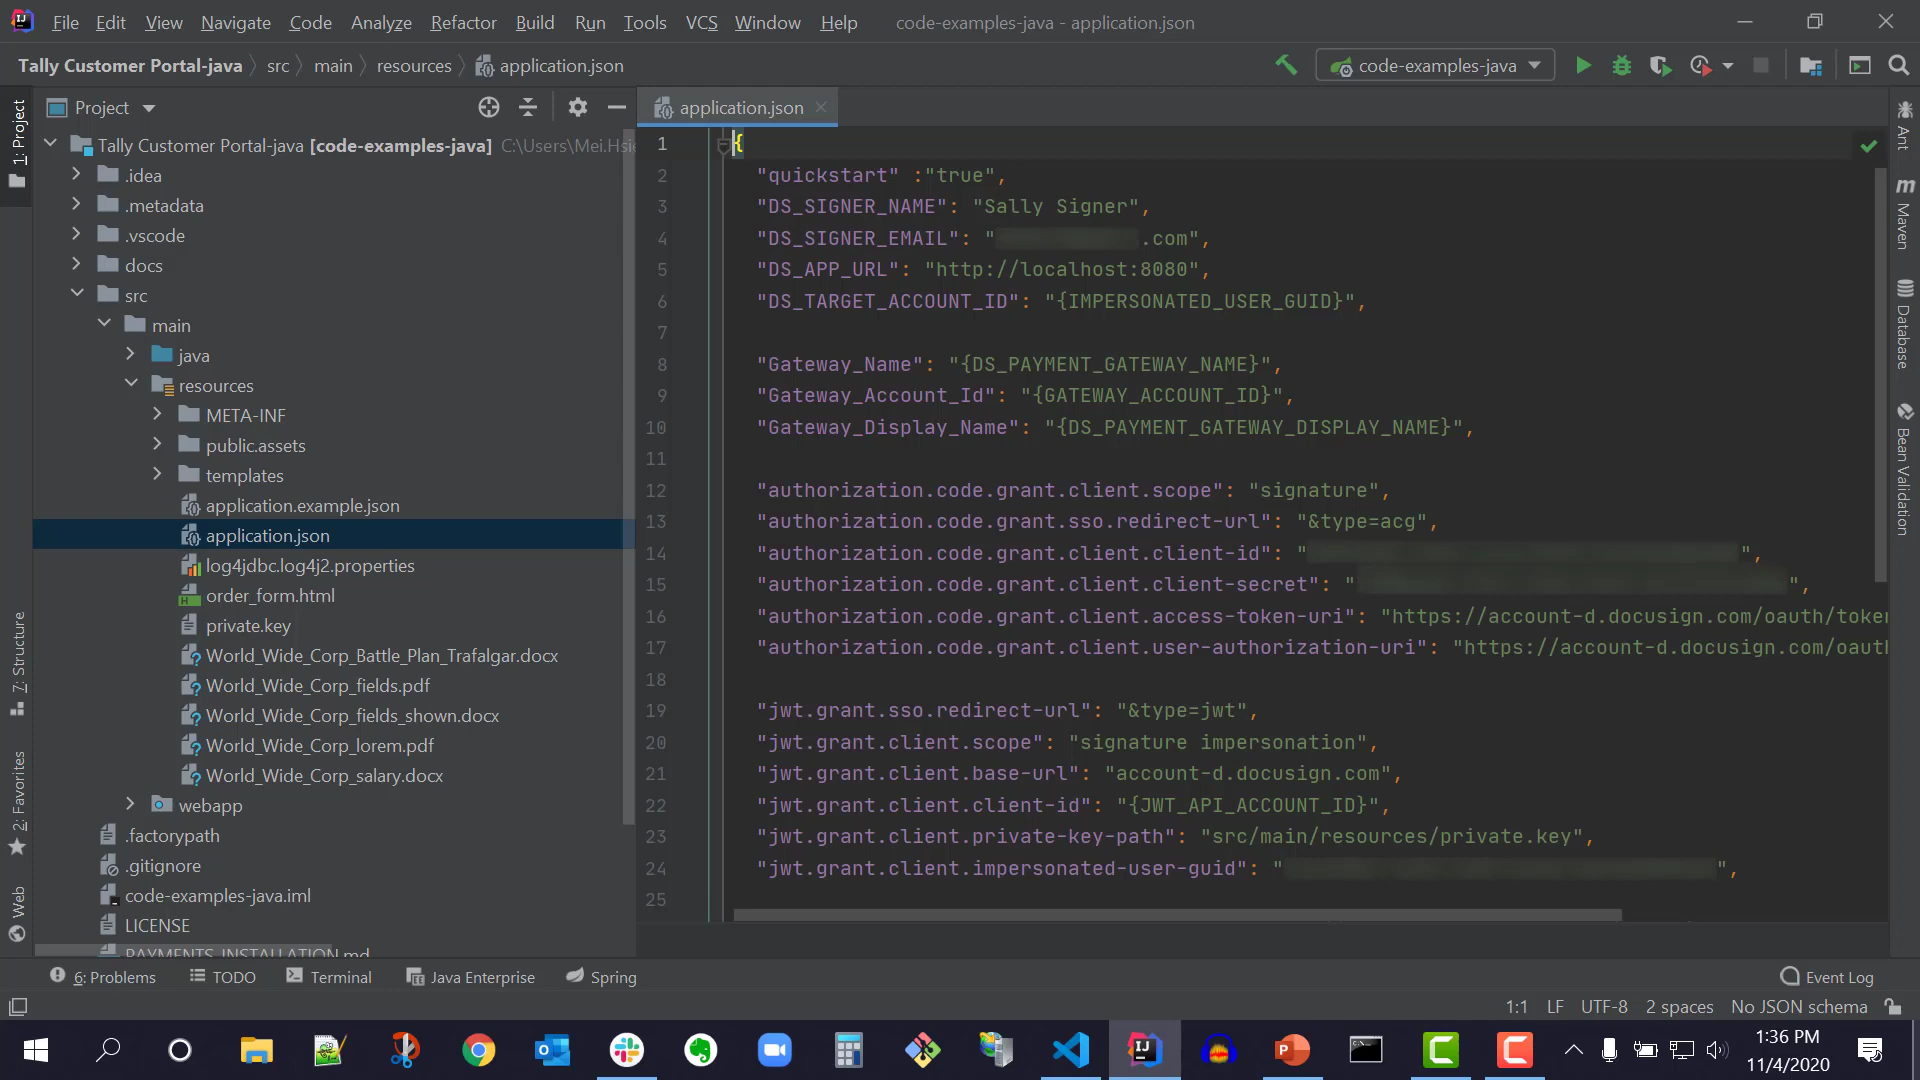 File Edit View Navigate Code Analyze Refactor Build Run Tools VCS Window Help code-examples-java - application.json
Tally Customer Portal-java src main resources application.json code-examples-java
1: Project
7: Structure
2: Favorites
Web
Project
Tally Customer Portal-java [code-examples-java] C:\Users\Mei.Hsi
.idea
.metadata
.vscode
docs
src
main
java
resources
META-INF
public.assets
templates
application.example.json
application.json
log4jdbc.log4j2.properties
order_form.html
private.key
World_Wide_Corp_Battle_Plan_Trafalgar.docx
World_Wide_Corp_fields.pdf
World_Wide_Corp_fields_shown.docx
World_Wide_Corp_lorem.pdf
World_Wide_Corp_salary.docx
webapp
.factorypath
.gitignore
code-examples-java.iml
LICENSE
PAYMENTS_INSTALLATION.md
application.json
1 {
2 "quickstart" :"true",
3 "DS_SIGNER_NAME": "Sally Signer",
4 "DS_SIGNER_EMAIL": " .com",
5 "DS_APP_URL": "http://localhost:8080",
6 "DS_TARGET_ACCOUNT_ID": "{IMPERSONATED_USER_GUID}",
7
8 "Gateway_Name": "{DS_PAYMENT_GATEWAY_NAME}",
9 "Gateway_Account_Id": "{GATEWAY_ACCOUNT_ID}",
10 "Gateway_Display_Name": "{DS_PAYMENT_GATEWAY_DISPLAY_NAME}",
11
12 "authorization.code.grant.client.scope": "signature",
13 "authorization.code.grant.sso.redirect-url": "&type=acg",
14 "authorization.code.grant.client.client-id": " ",
15 "authorization.code.grant.client.client-secret": " ",
16 "authorization.code.grant.client.access-token-uri": "https://account-d.docusign.com/oauth/token
17 "authorization.code.grant.client.user-authorization-uri": "https://account-d.docusign.com/oauth
18
19 "jwt.grant.sso.redirect-url": "&type=jwt",
20 "jwt.grant.client.scope": "signature impersonation",
21 "jwt.grant.client.base-url": "account-d.docusign.com",
22 "jwt.grant.client.client-id": "{JWT_API_ACCOUNT_ID}",
23 "jwt.grant.client.private-key-path": "src/main/resources/private.key",
24 "jwt.grant.client.impersonated-user-guid": " ",
25
Ant
Maven
Database
Bean Validation
6: Problems TODO Terminal Java Enterprise Spring Event Log
1:1 LF UTF-8 2 spaces No JSON schema
1:36 PM
11/4/2020